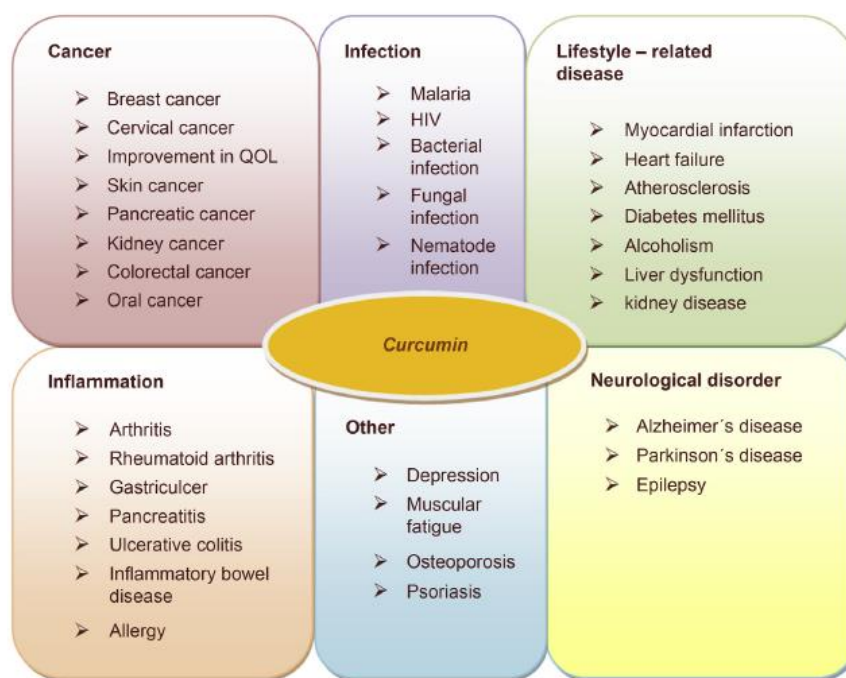 Cancer
Breast cancer
Cervical cancer
Improvement in QOL
Skin cancer
Pancreatic cancer
Kidney cancer
Colorectal cancer
Oral cancer
Infection
Malaria
HIV
Bacterial
infection
Fungal
infection
Nematode
infection
Lifestyle – related
disease
Myocardial infarction
Heart failure
Atherosclerosis
Diabetes mellitus
Alcoholism
Liver dysfunction
kidney disease
Curcumin
Inflammation
Arthritis
Rheumatoid arthritis
Gastriculcer
Pancreatitis
Ulcerative colitis
Inflammatory bowel
disease
Allergy
Other
Depression
Muscular
fatigue
Osteoporosis
Psoriasis
Neurological disorder
Alzheimer´s disease
Parkinson´s disease
Epilepsy